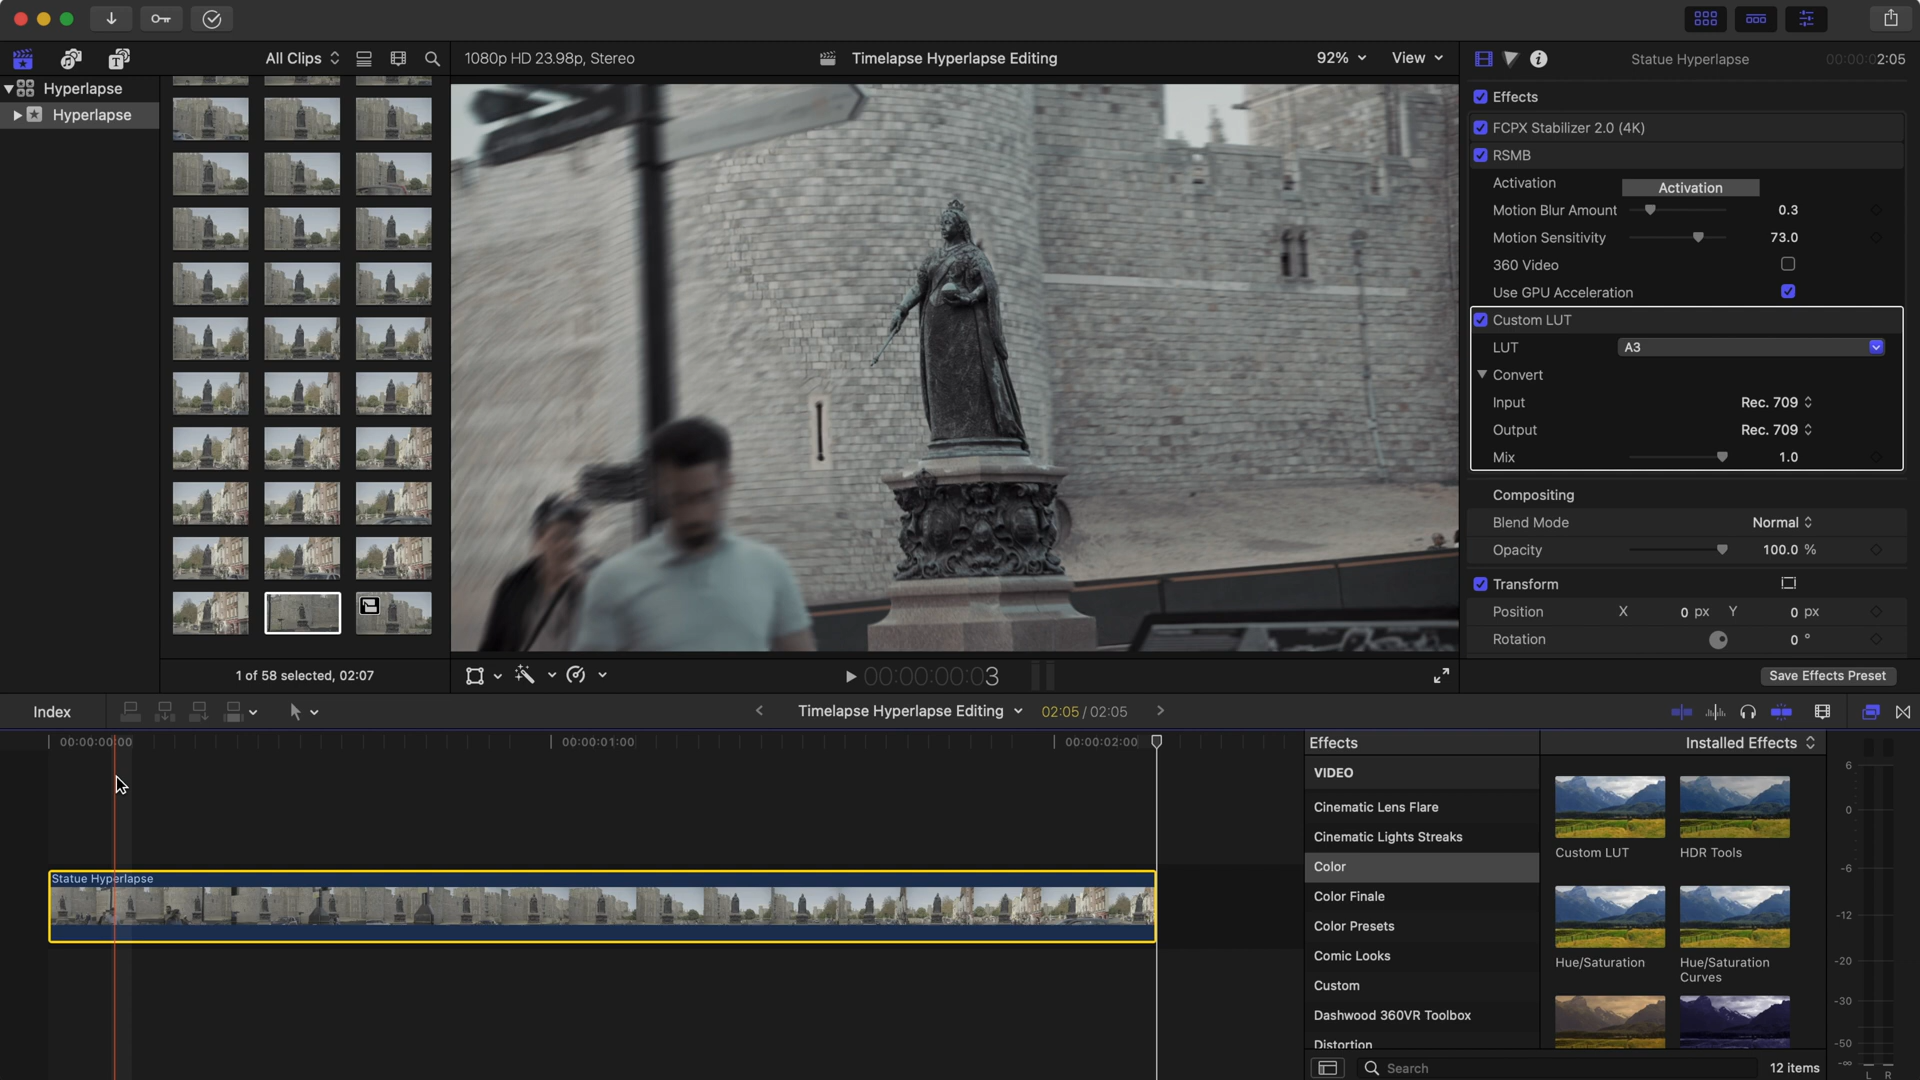 All Clips
1080p HD 23.98p, Stereo
Timelapse Hyperlapse Editing
92%
View
Statue Hyperlapse
00:00:02:05
Hyperlapse
Hyperlapse
Effects
FCPX Stabilizer 2.0 (4K)
RSMB
Activation
Activation
Motion Blur Amount
0.3
Motion Sensitivity
73.0
360 Video
Use GPU Acceleration
Custom LUT
LUT
A3
Convert
Input
Rec. 709
Output
Rec. 709
Mix
1.0
Compositing
Blend Mode
Normal
Opacity
100.0 %
Transform
Position X 0 px Y 0 px
Rotation
0 °
1 of 58 selected, 02:07
00:00:00:03
Save Effects Preset
Index
Timelapse Hyperlapse Editing
02:05 / 02:05
00:00:00:00
00:00:01:00
00:00:02:00
Statue Hyperlapse
Effects
Installed Effects
VIDEO
Cinematic Lens Flare
Cinematic Lights Streaks
Color
Color Finale
Color Presets
Comic Looks
Custom
Dashwood 360VR Toolbox
Distortion
Custom LUT
HDR Tools
Hue/Saturation
Hue/Saturation
Curves
Search
12 items
6
0
-6
-12
-20
-30
-50
-∞
L R